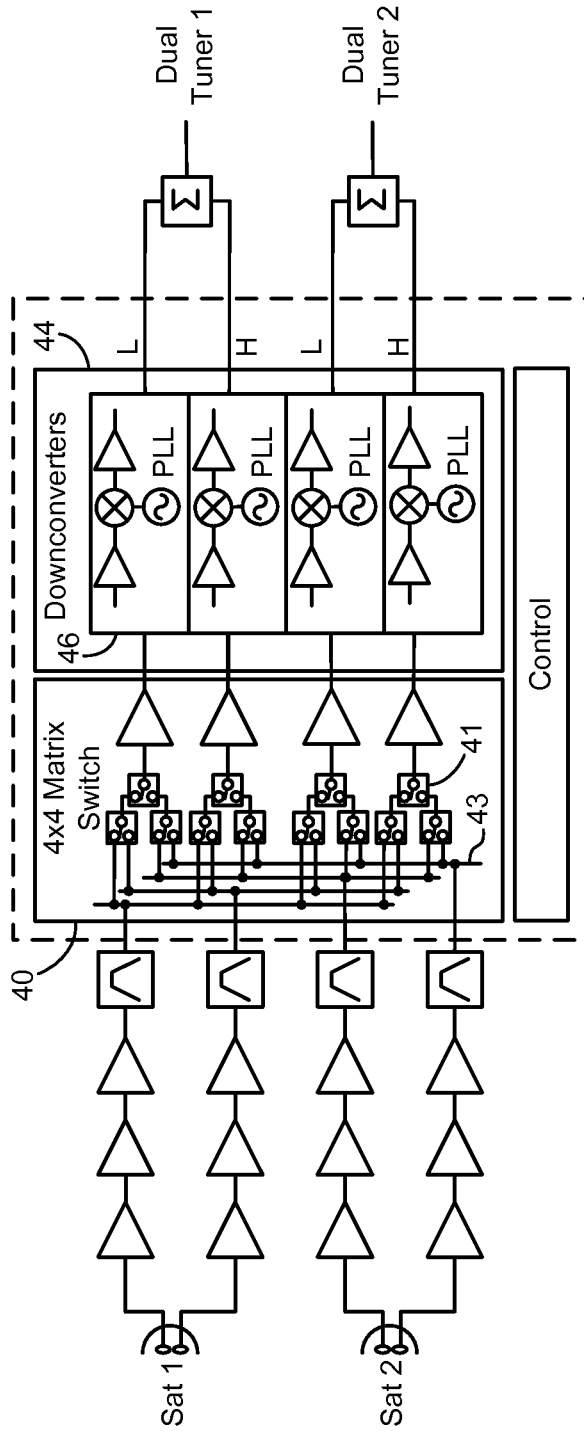 Sat 1
Sat 2
40
4x4 Matrix
Switch
41
43
44
Downconverters
46
PLL
PLL
PLL
PLL
Control
L
H
L
H
Σ
Σ
Dual
Tuner 1
Dual
Tuner 2